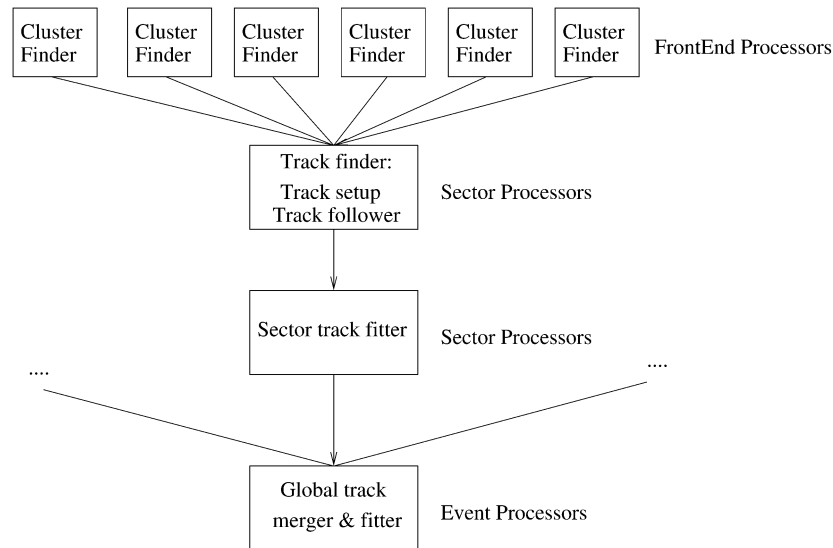 Cluster Finder
Cluster Finder
Cluster Finder
Cluster Finder
Cluster Finder
Cluster Finder
FrontEnd Processors
Track finder:
Track setup
Track follower
Sector Processors
Sector track fitter
Sector Processors
....
....
Global track
merger & fitter
Event Processors